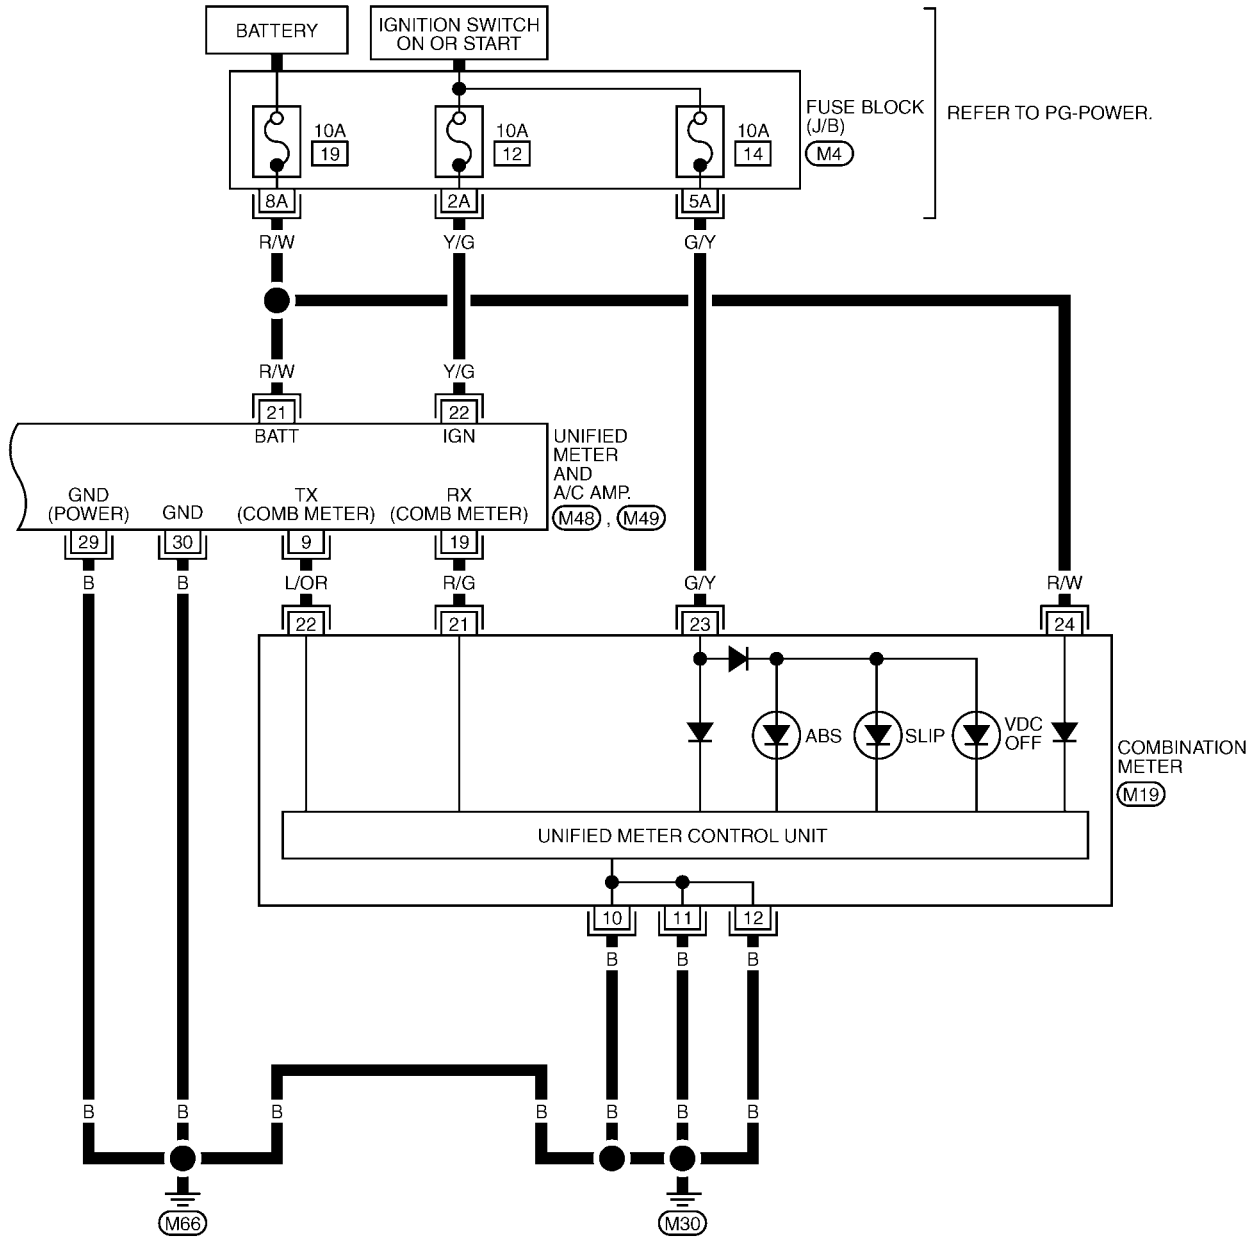 BATTERY
IGNITION SWITCH
ON OR START
10A
19
10A
12
10A
14
FUSE BLOCK
(J/B)
M4
REFER TO PG-POWER.
8A
2A
5A
R/W
Y/G
G/Y
R/W
Y/G
21
22
BATT
IGN
UNIFIED
METER
AND
A/C AMP.
M48 , M49
GND
(POWER)
GND
TX
(COMB METER)
RX
(COMB METER)
29
30
9
19
B
B
L/OR
R/G
G/Y
R/W
22
21
23
24
ABS
SLIP
VDC
OFF
COMBINATION
METER
M19
UNIFIED METER CONTROL UNIT
10
11
12
B
B
B
B
B
B
B
B
B
B
M66
M30